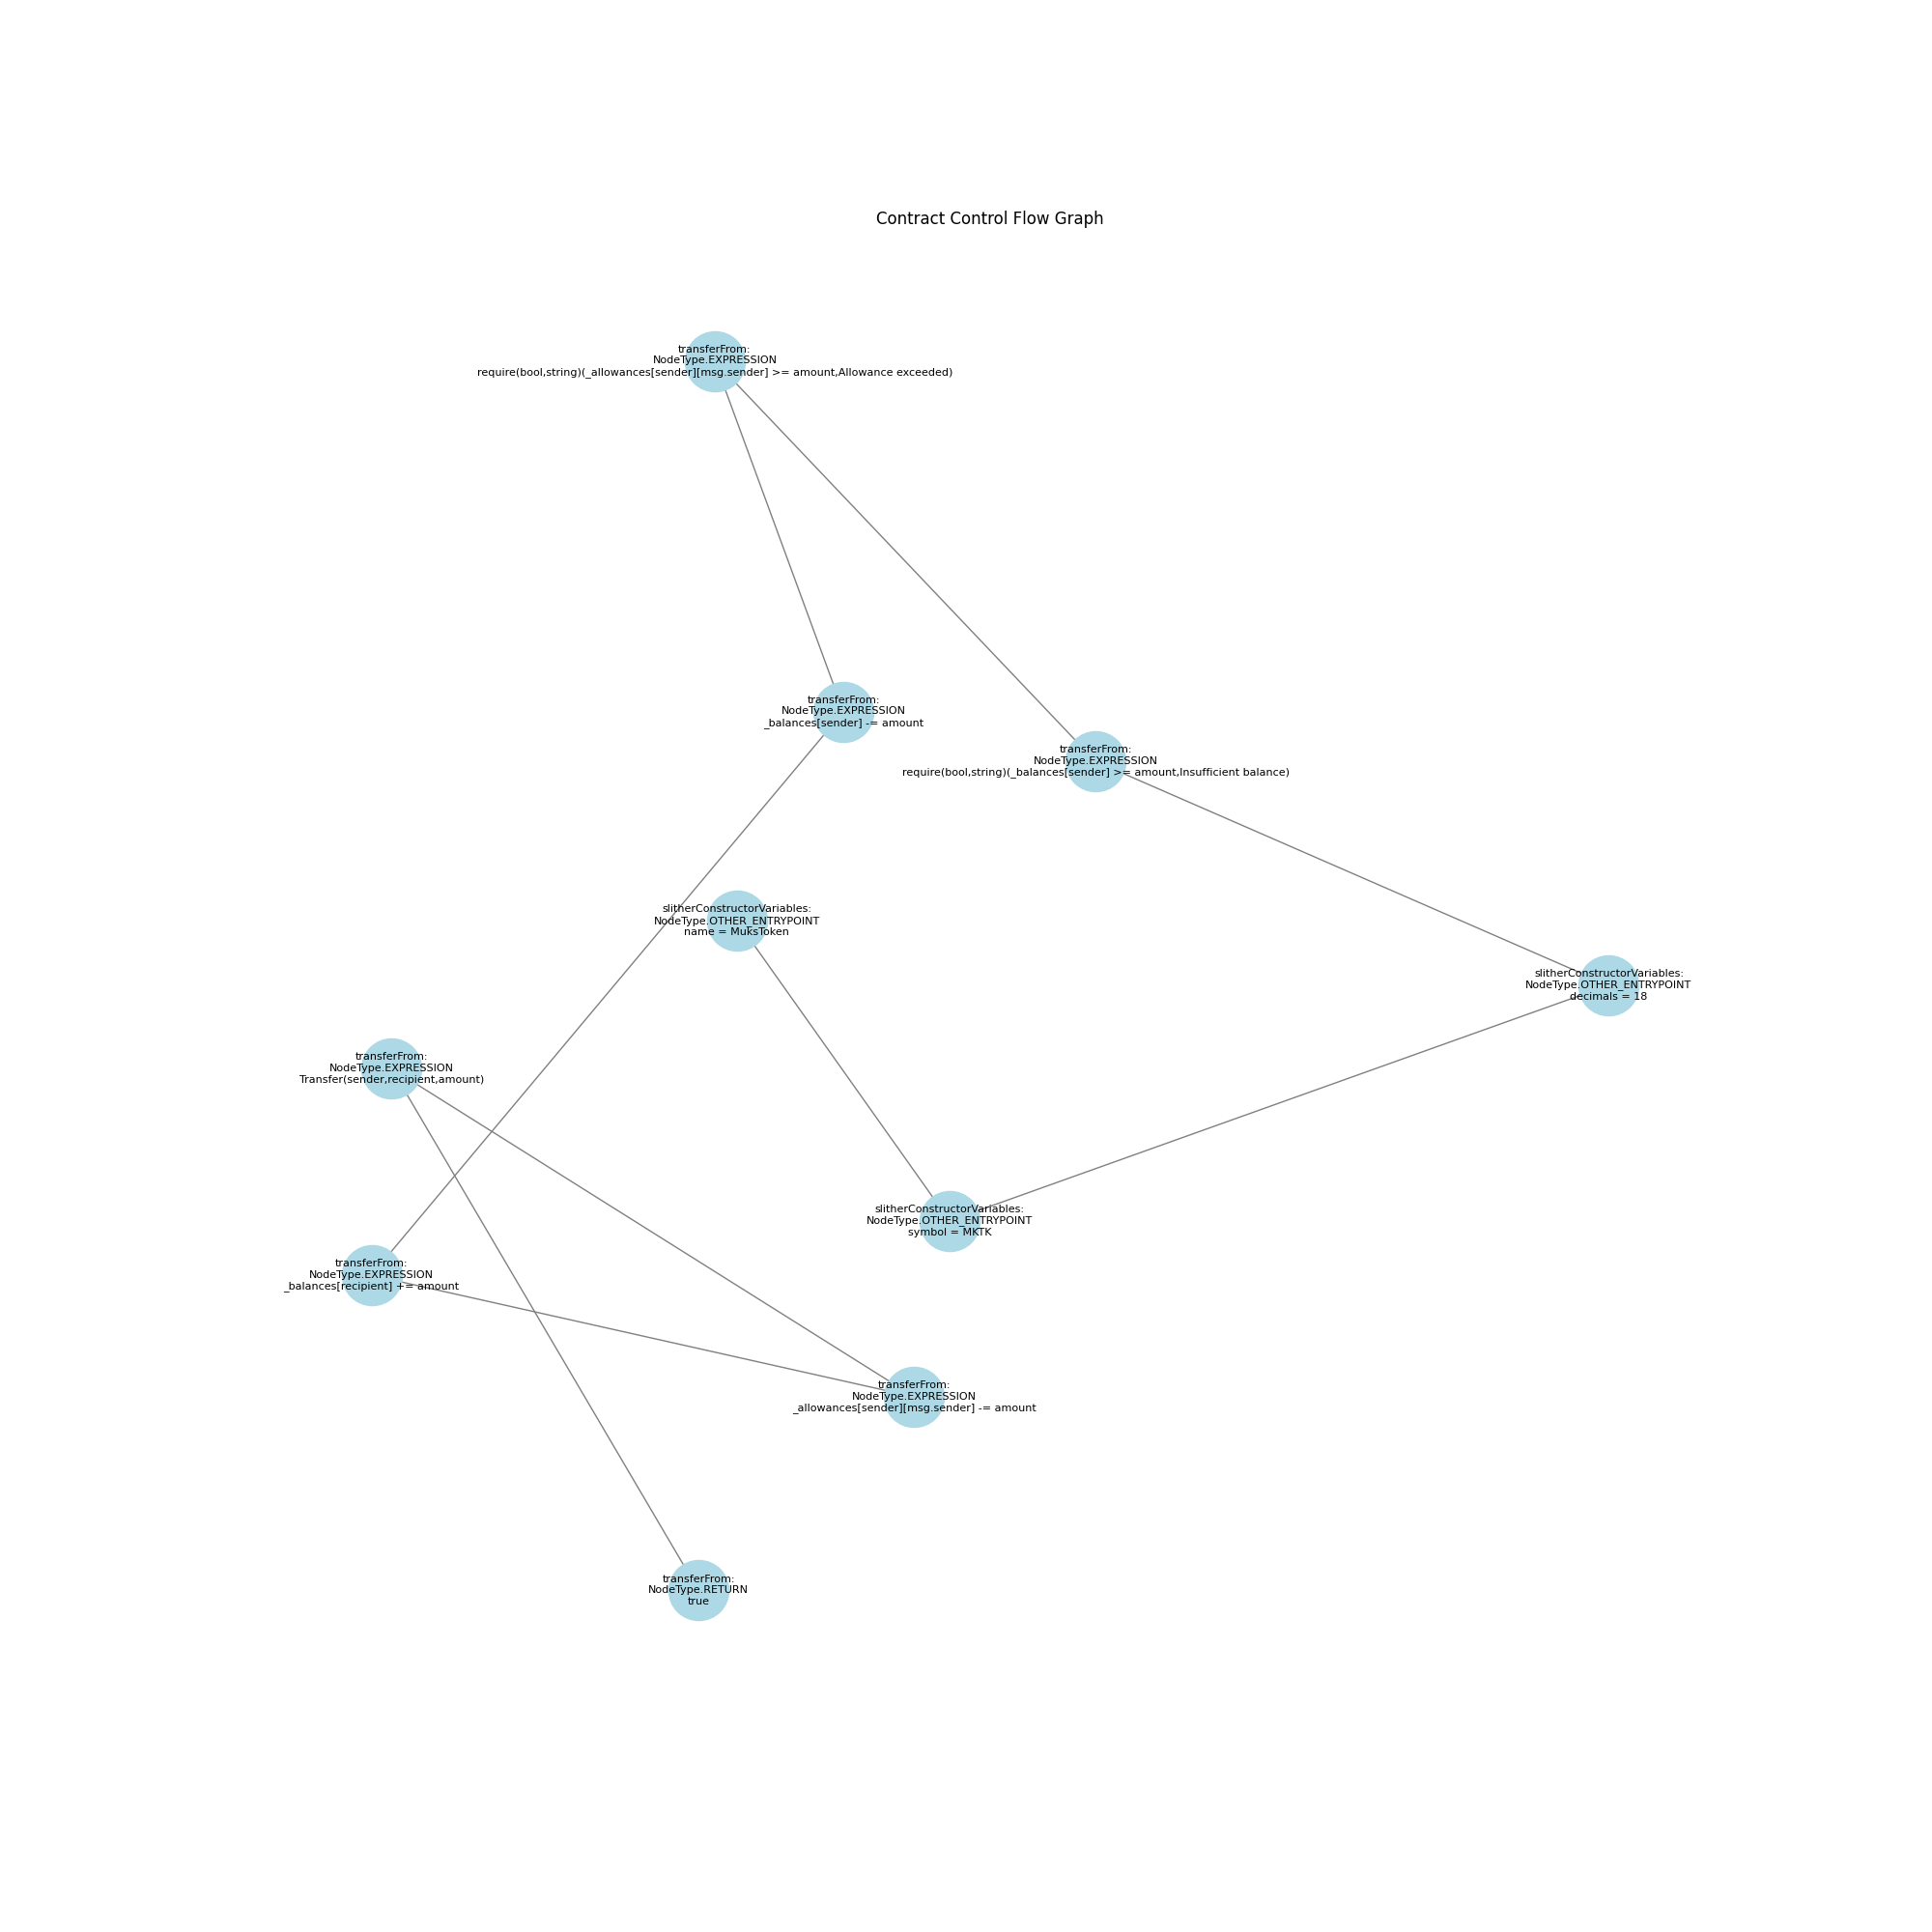 Contract Control Flow Graph
transferFrom:
NodeType.EXPRESSION
require(bool,string)(_allowances[sender][msg.sender] >= amount,Allowance exceeded)
transferFrom:
NodeType.EXPRESSION
_balances[sender] -= amount
transferFrom:
NodeType.EXPRESSION
require(bool,string)(_balances[sender] >= amount,Insufficient balance)
slitherConstructorVariables:
NodeType.OTHER_ENTRYPOINT
name = MuksToken
slitherConstructorVariables:
NodeType.OTHER_ENTRYPOINT
decimals = 18
transferFrom:
NodeType.EXPRESSION
Transfer(sender,recipient,amount)
slitherConstructorVariables:
NodeType.OTHER_ENTRYPOINT
symbol = MKTK
transferFrom:
NodeType.EXPRESSION
_balances[recipient] += amount
transferFrom:
NodeType.EXPRESSION
_allowances[sender][msg.sender] -= amount
transferFrom:
NodeType.RETURN
true